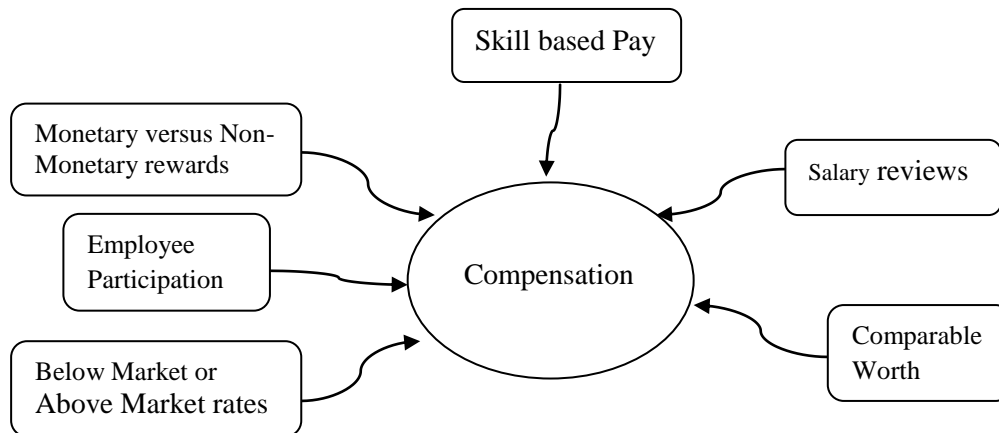 Skill based Pay
Monetary versus Non-
Monetary rewards
Salary reviews
Employee
Participation
Compensation
Comparable
Worth
Below Market or
Above Market rates